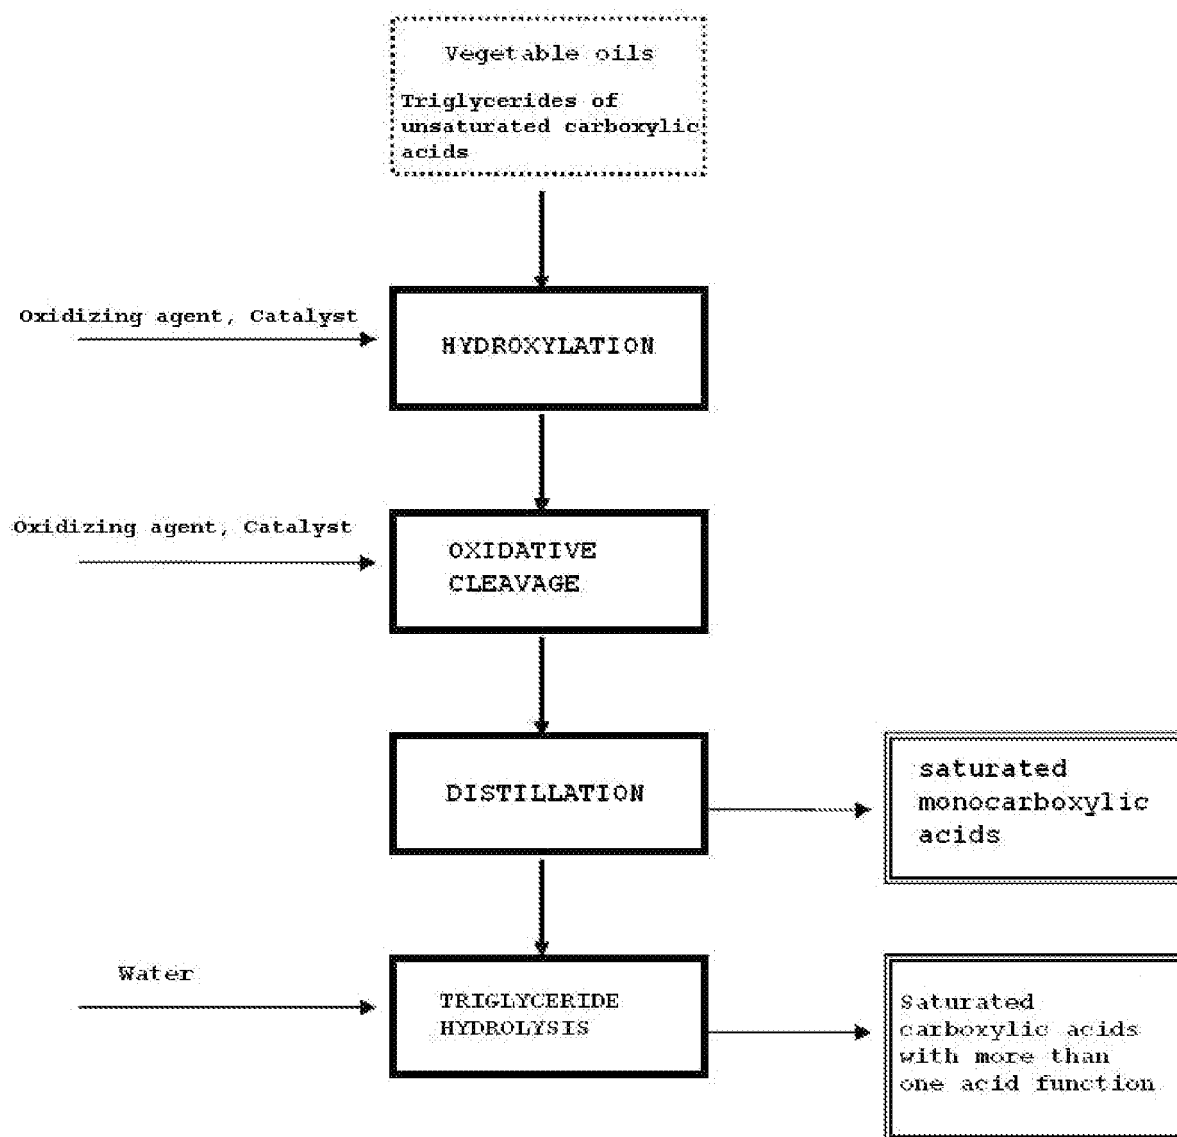 Vegetable oils
Triglycerides of
unsaturated carboxylic
acids
Oxidizing agent, Catalyst
HYDROXYLATION
Oxidizing agent, Catalyst
OXIDATIVE
CLEAVAGE
DISTILLATION
saturated
monocarboxylic
acids
Water
TRIGLYCERIDE
HYDROLYSIS
Saturated
carboxylic acids
with more than
one acid function